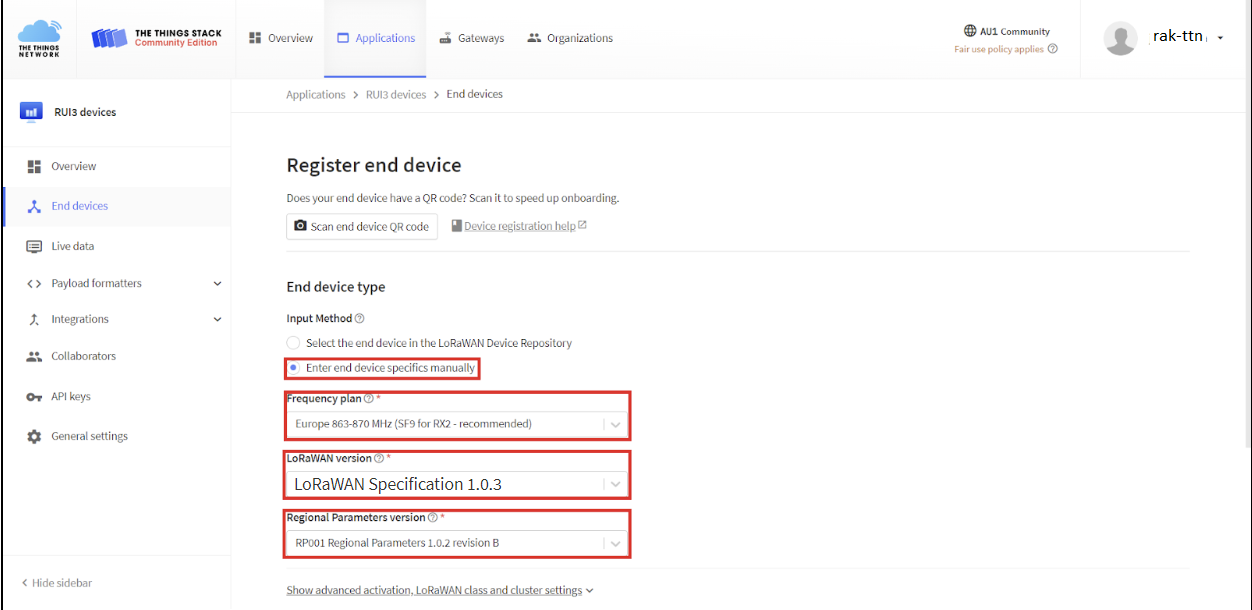 THE THINGS
NETWORK
THE THINGS STACK
Community Edition
Overview
Applications
Gateways
Organizations
AU1 Community
Fair use policy applies
rak-ttn
RUI3 devices
Overview
End devices
Live data
Payload formatters
Integrations
Collaborators
API keys
General settings
Hide sidebar
Applications > RUI3 devices > End devices
Register end device
Does your end device have a QR code? Scan it to speed up onboarding.
Scan end device QR code
Device registration help
End device type
Input Method
Select the end device in the LoRaWAN Device Repository
Enter end device specifics manually
Frequency plan *
Europe 863-870 MHz (SF9 for RX2 - recommended)
LoRaWAN version *
LoRaWAN Specification 1.0.3
Regional Parameters version *
RP001 Regional Parameters 1.0.2 revision B
Show advanced activation, LoRaWAN class and cluster settings